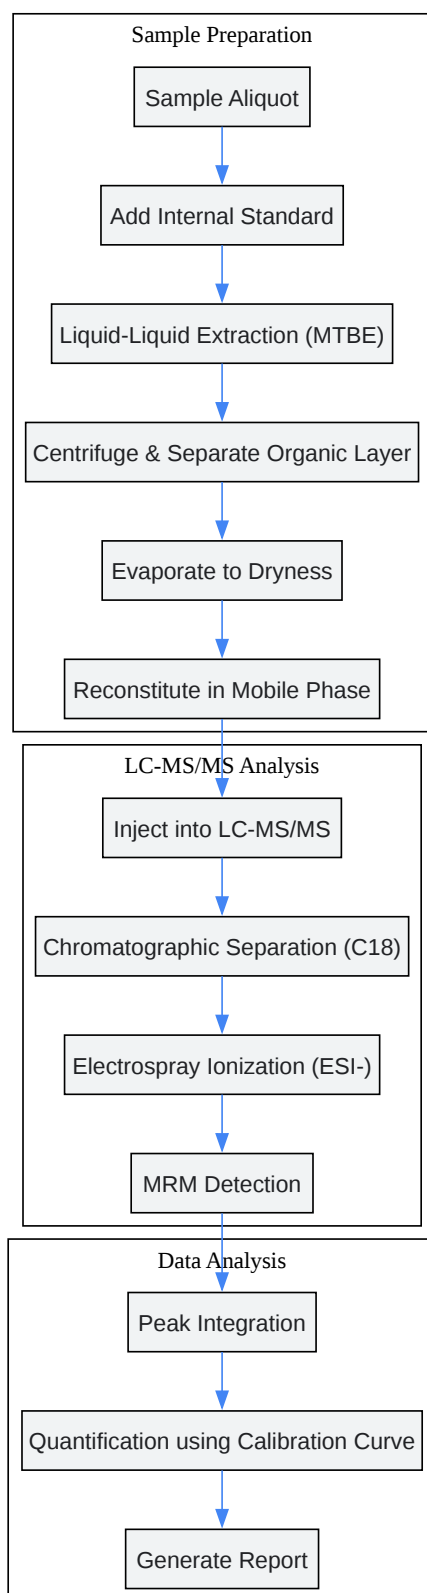 Sample Preparation
Sample Aliquot
Add Internal Standard
Liquid-Liquid Extraction (MTBE)
Centrifuge & Separate Organic Layer
Evaporate to Dryness
Reconstitute in Mobile Phase
LC-MS/MS Analysis
Inject into LC-MS/MS
Chromatographic Separation (C18)
Electrospray Ionization (ESI-)
MRM Detection
Data Analysis
Peak Integration
Quantification using Calibration Curve
Generate Report